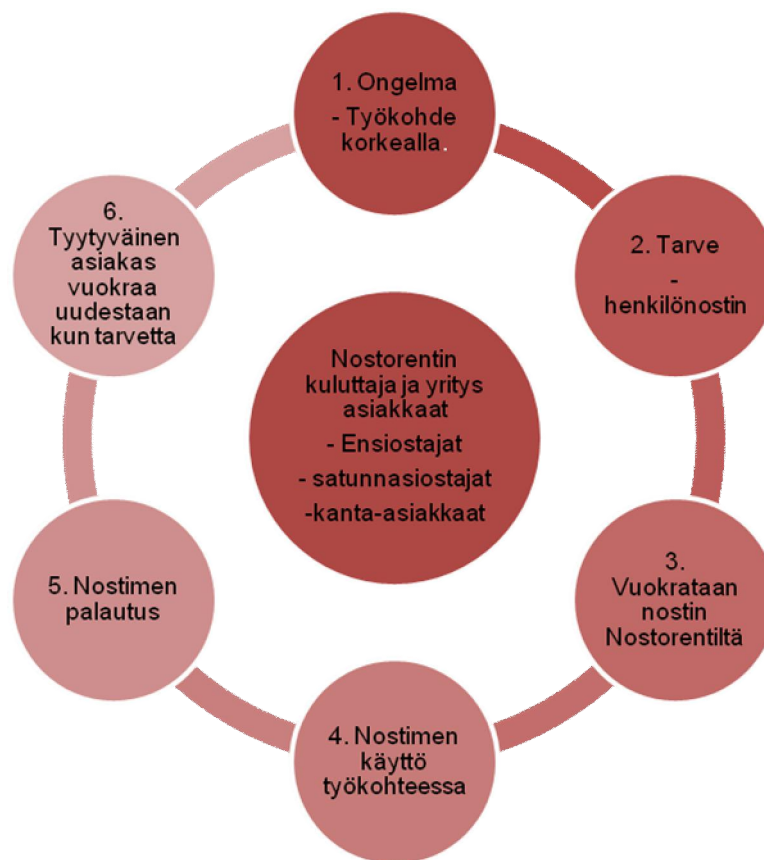 1. Ongelma
- Työkohde
korkealla.
2. Tarve
-
henkilönostin
3.
Vuokrataan
nostin
Nostorentiltä
4. Nostimen
käyttö
työkohteessa
5. Nostimen
palautus
6.
Tyytyväinen
asiakas
vuokraa
uudestaan
kun tarvetta
Nostorentin
kuluttaja ja yritys
asiakkaat
- Ensiostajat
- satunnasiostajat
-kanta-asiakkaat